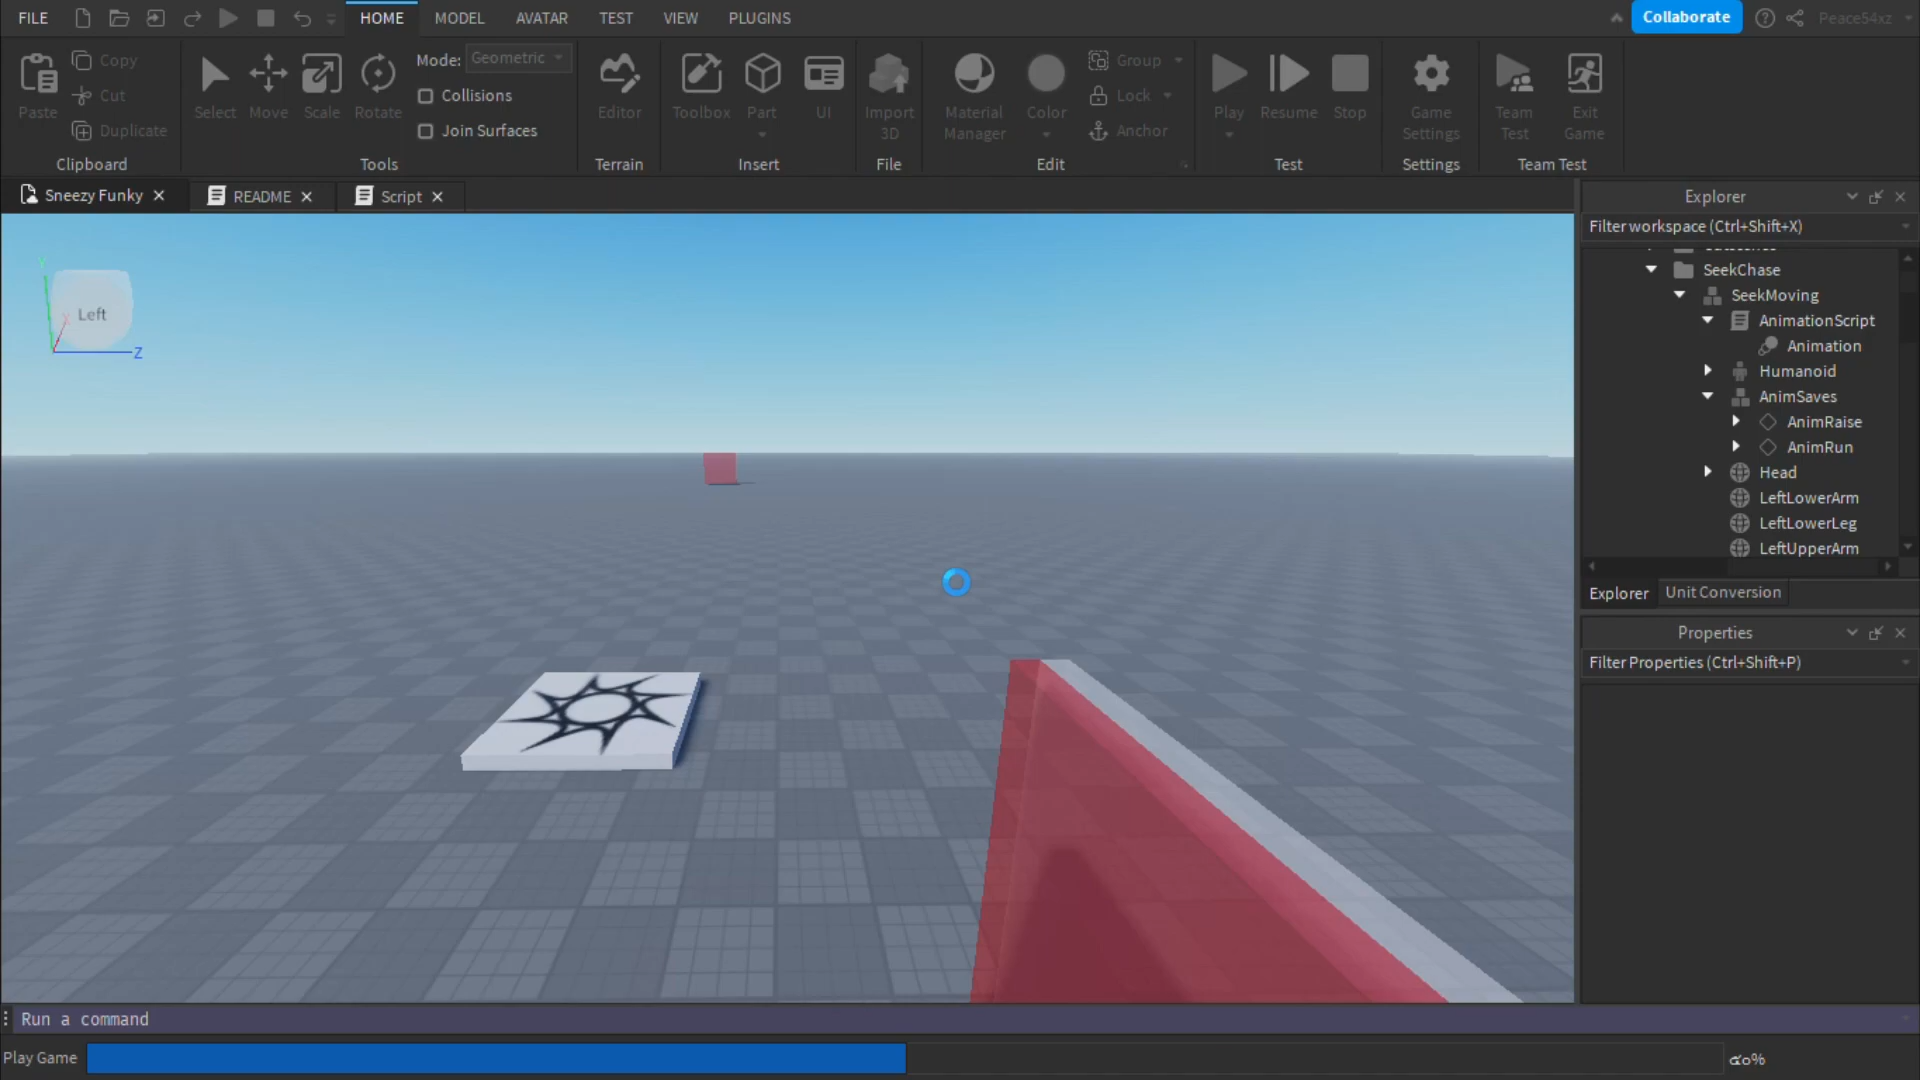 FILE HOME MODEL AVATAR TEST VIEW PLUGINS Collaborate Peace54xz
Paste Copy Cut Duplicate
Clipboard
Select Move Scale Rotate
Mode: Geometric
Collisions
Join Surfaces
Tools
Editor
Terrain
Toolbox Part UI
Insert
Import 3D
File
Material Manager Color
Group
Lock
Anchor
Edit
Play Resume Stop
Test
Game Settings
Settings
Team Test Exit Game
Team Test
Sneezy Funky README Script
Left
Y
X
Z
Explorer
Filter workspace (Ctrl+Shift+X)
SeekChase
SeekMoving
AnimationScript
Animation
Humanoid
AnimSaves
AnimRaise
AnimRun
Head
LeftLowerArm
LeftLowerLeg
LeftUpperArm
Explorer Unit Conversion
Properties
Filter Properties (Ctrl+Shift+P)
Run a command
Play Game ๕๐%